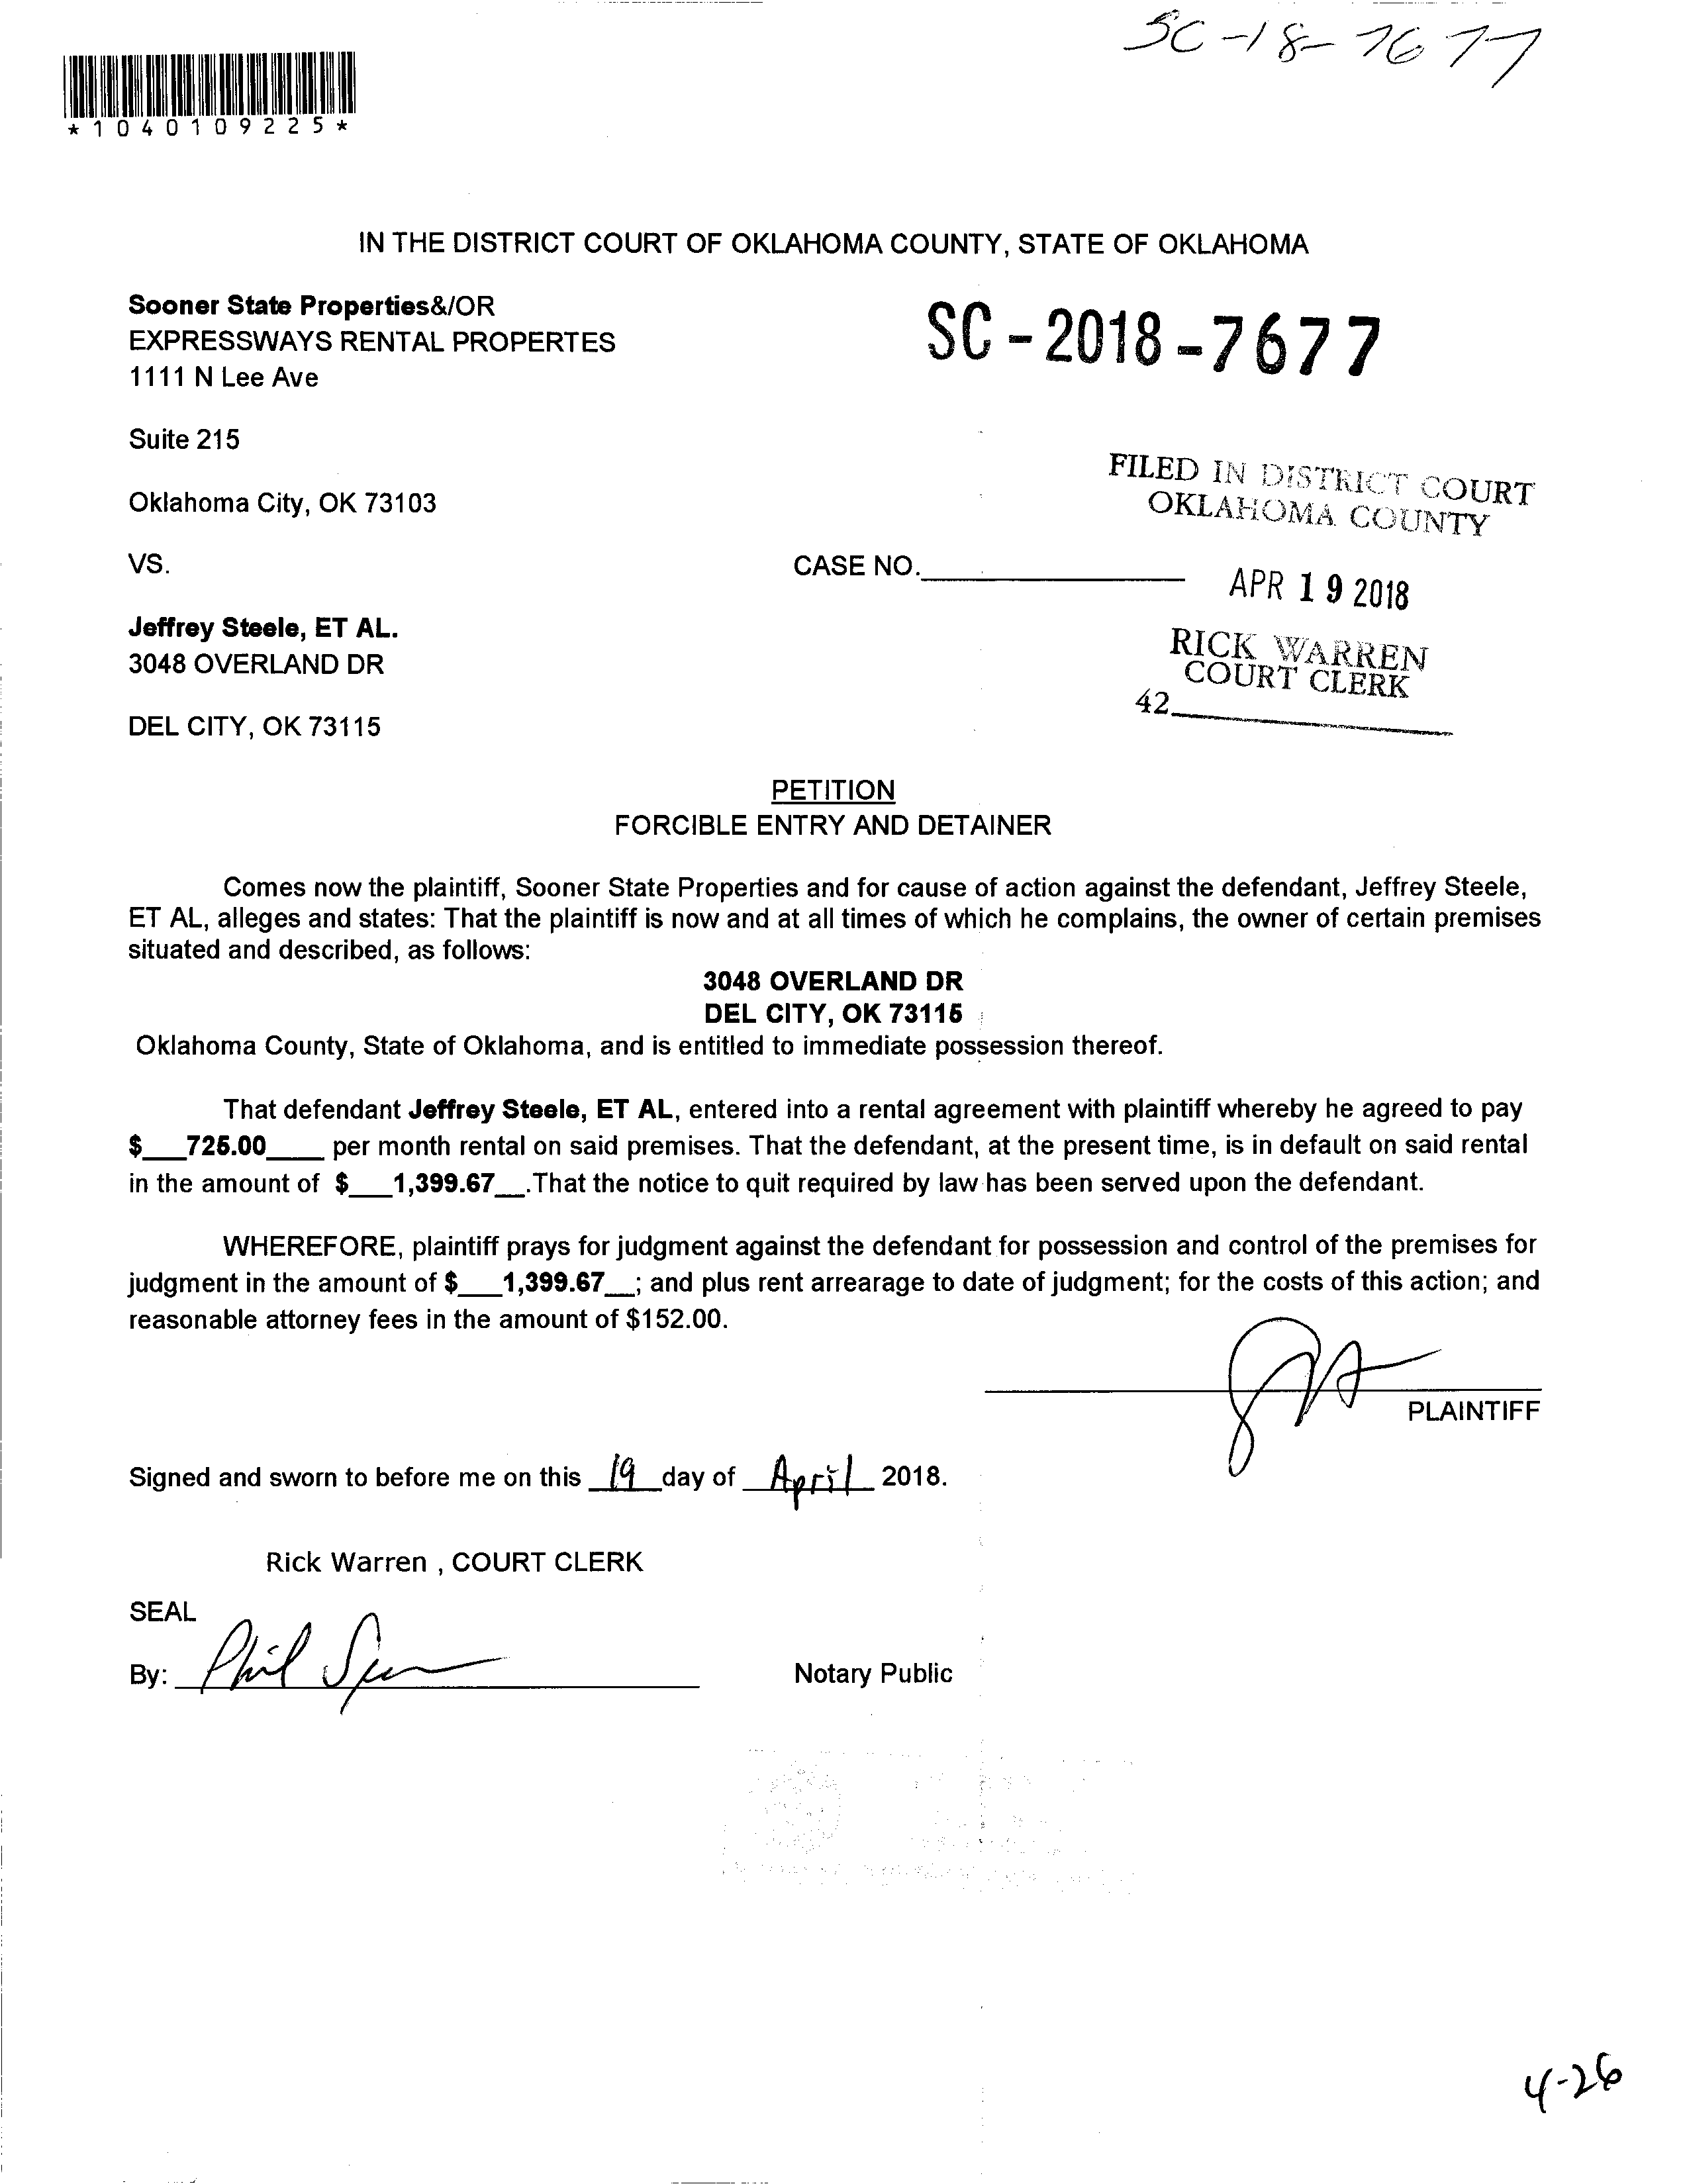 SC-18-7677
*1040109225*
IN THE DISTRICT COURT OF OKLAHOMA COUNTY, STATE OF OKLAHOMA
Sooner State Properties&/OR
EXPRESSWAYS RENTAL PROPERTES
1111 N Lee Ave
SC-2018-7677
Suite 215
Oklahoma City, OK 73103
FILED IN DISTRICT COURT
OKLAHOMA COUNTY
VS.
CASE NO.
APR 19 2018
Jeffrey Steele, ET AL.
3048 OVERLAND DR
RICK WARREN
COURT CLERK
42
DEL CITY, OK 73115
PETITION
FORCIBLE ENTRY AND DETAINER
Comes now the plaintiff, Sooner State Properties and for cause of action against the defendant, Jeffrey Steele,
ET AL, alleges and states: That the plaintiff is now and at all times of which he complains, the owner of certain premises
situated and described, as follows:
3048 OVERLAND DR
DEL CITY, OK 73115
Oklahoma County, State of Oklahoma, and is entitled to immediate possession thereof.
That defendant Jeffrey Steele, ET AL, entered into a rental agreement with plaintiff whereby he agreed to pay
$___725.00____ per month rental on said premises. That the defendant, at the present time, is in default on said rental
in the amount of $___1,399.67__.That the notice to quit required by law has been served upon the defendant.
WHEREFORE, plaintiff prays for judgment against the defendant for possession and control of the premises for
judgment in the amount of $___1,399.67__; and plus rent arrearage to date of judgment; for the costs of this action; and
reasonable attorney fees in the amount of $152.00.
PLAINTIFF
Signed and sworn to before me on this 19 day of April 2018.
Rick Warren , COURT CLERK
SEAL
By: Phil
Notary Public
4-26